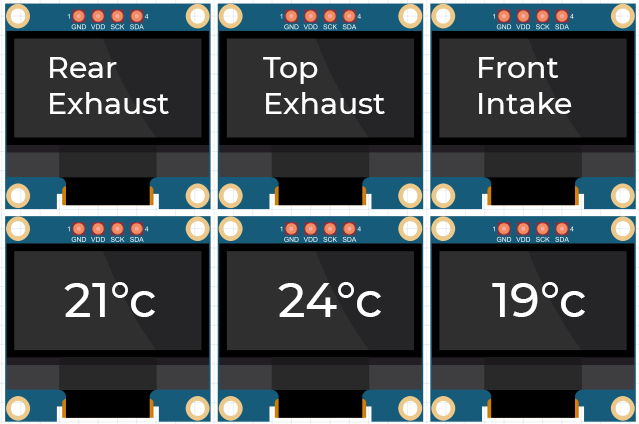 1 4
GND VDD SCK SDA
Rear
Exhaust
1 4
GND VDD SCK SDA
Top
Exhaust
1 4
GND VDD SCK SDA
Front
Intake
1 4
GND VDD SCK SDA
21°c
1 4
GND VDD SCK SDA
24°c
1 4
GND VDD SCK SDA
19°c